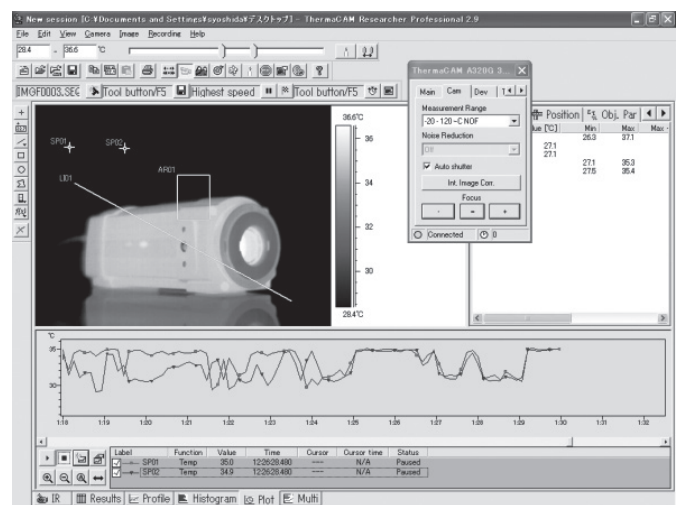 New session [C:¥Documents and Settings¥syoshida¥デスクトップ] - ThermaCAM Researcher Professional 2.9
File Edit View Camera Image Recording Help
28.4 - 36.6 °C
IMGF0003.SEC Tool button/F5 Highest speed Tool button/F5
ThermaCAM A320G 3...
Main Cam Dev
Measurement Range
-20 - 120 -C NOF
Noise Reduction
Off
Auto shutter
Int. Image Corr.
Focus
- = +
Connected 0
Position Obj. Par
ue [°C] Min Max Max -
26.3 37.1
27.1
27.1
27.1 35.3
27.5 35.4
SP01
SP02
AR01
LI01
36.6°C
36
34
32
30
28.4°C
°C
35
30
1:18 1:19 1:20 1:21 1:22 1:23 1:24 1:25 1:26 1:27 1:28 1:29 1:30 1:31 1:32
Label Function Value Time Cursor Cursor time Status
SP01 Temp 35.0 12:26:28.480 --- N/A Paused
SP02 Temp 34.9 12:26:28.480 --- N/A Paused
IR Results Profile Histogram Plot Multi